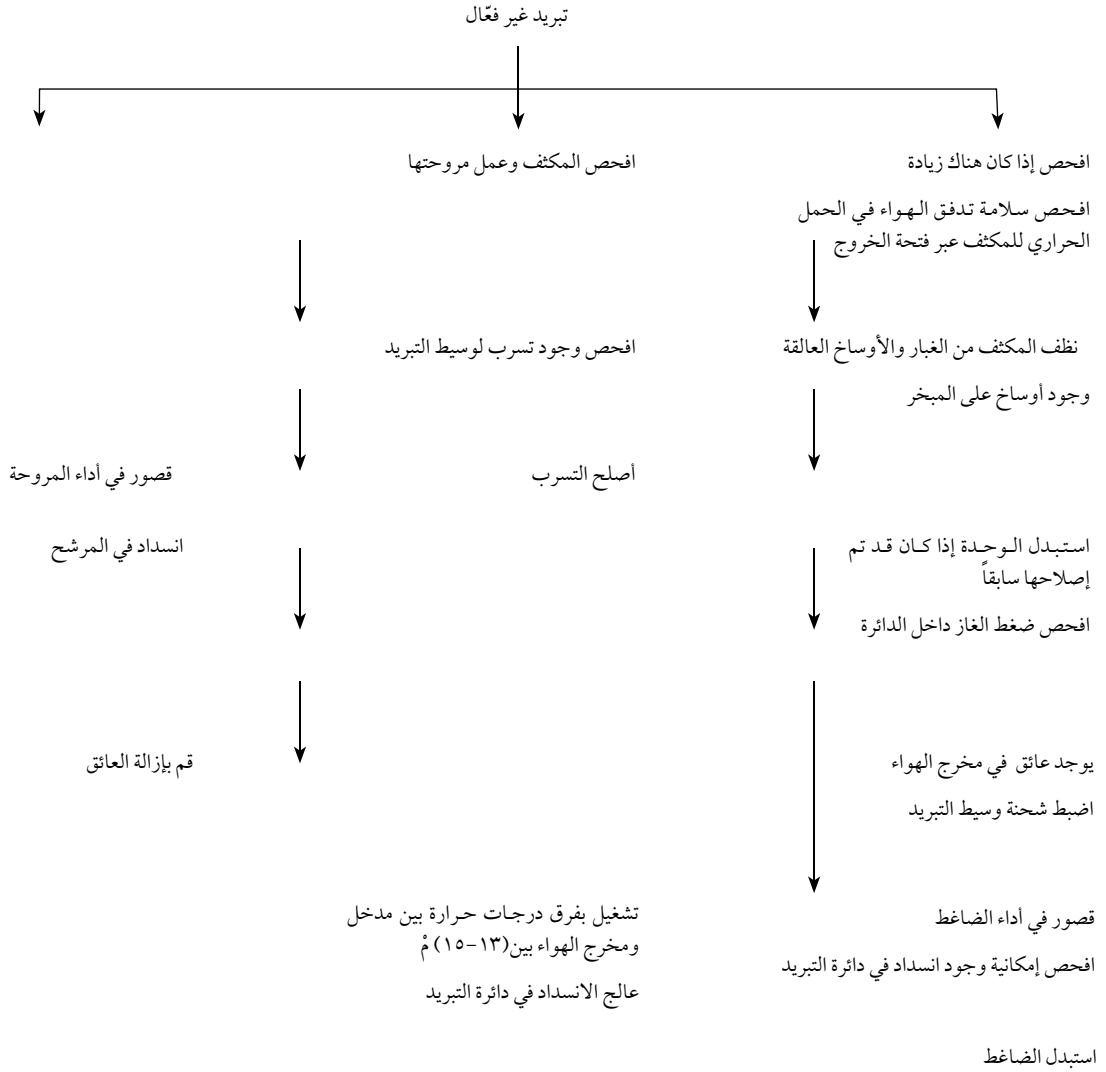 تبريد غير فعّال
افحص إذا كان هناك زيادة
افحص المكثف وعمل مروحتها
افحص سلامة تدفق الهواء في الحمل
الحراري للمكثف عبر فتحة الخروج
نظف المكثف من الغبار والأوساخ العالقة
افحص وجود تسرب لوسيط التبريد
وجود أوساخ على المبخر
أصلح التسرب
قصور في أداء المروحة
استبدل الوحدة إذا كان قد تم
إصلاحها سابقاً
انسداد في المرشح
افحص ضغط الغاز داخل الدائرة
يوجد عائق في مخرج الهواء
قم بإزالة العائق
اضبط شحنة وسيط التبريد
قصور في أداء الضاغط
تشغيل بفرق درجات حرارة بين مدخل
ومخرج الهواء بين(١٣-١٥) مْ
افحص إمكانية وجود انسداد في دائرة التبريد
عالج الانسداد في دائرة التبريد
استبدل الضاغط